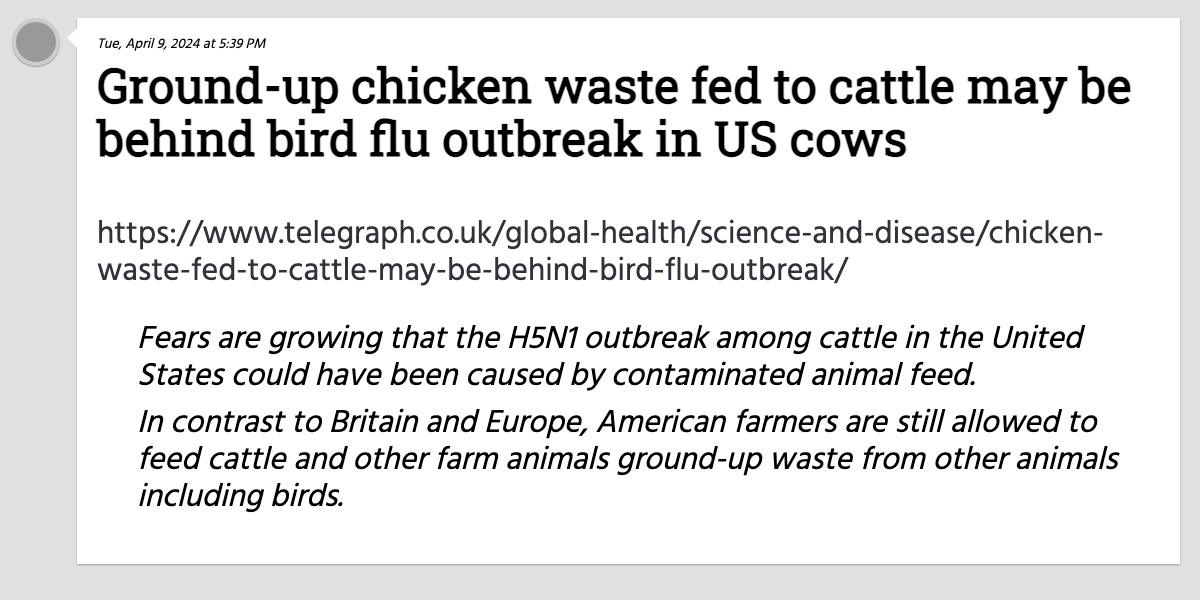 Tue, April 9, 2024 at 5:39 PM
Ground-up chicken waste fed to cattle may be
behind bird flu outbreak in US cows
https://www.telegraph.co.uk/global-health/science-and-disease/chicken-
waste-fed-to-cattle-may-be-behind-bird-flu-outbreak/
Fears are growing that the H5N1 outbreak among cattle in the United
States could have been caused by contaminated animal feed.
In contrast to Britain and Europe, American farmers are still allowed to
feed cattle and other farm animals ground-up waste from other animals
including birds.